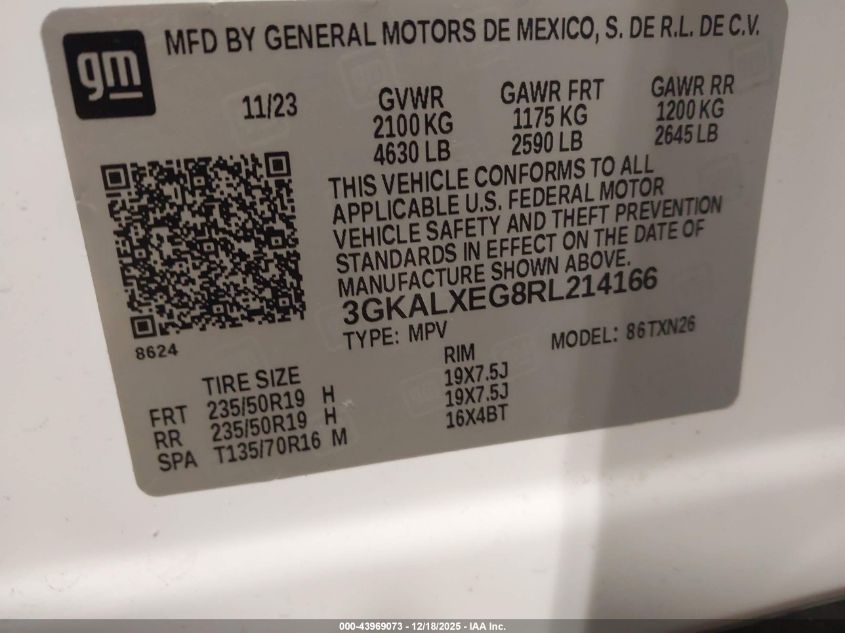 gm
MFD BY GENERAL MOTORS DE MEXICO, S. DE R.L. DE C.V.
11/23 GVWR GAWR FRT GAWR RR
2100 KG 1175 KG 1200 KG
4630 LB 2590 LB 2645 LB
THIS VEHICLE CONFORMS TO ALL
APPLICABLE U.S. FEDERAL MOTOR
VEHICLE SAFETY AND THEFT PREVENTION
STANDARDS IN EFFECT ON THE DATE OF
MANUFACTURE SHOWN ABOVE.
3GKALXEG8RL214166
8624 TYPE: MPV MODEL: 86TXN26
TIRE SIZE RIM
FRT 235/50R19 H 19X7.5J
RR 235/50R19 H 19X7.5J
SPA T135/70R16 M 16X4BT
000-43969073 - 12/18/2025 - IAA Inc.